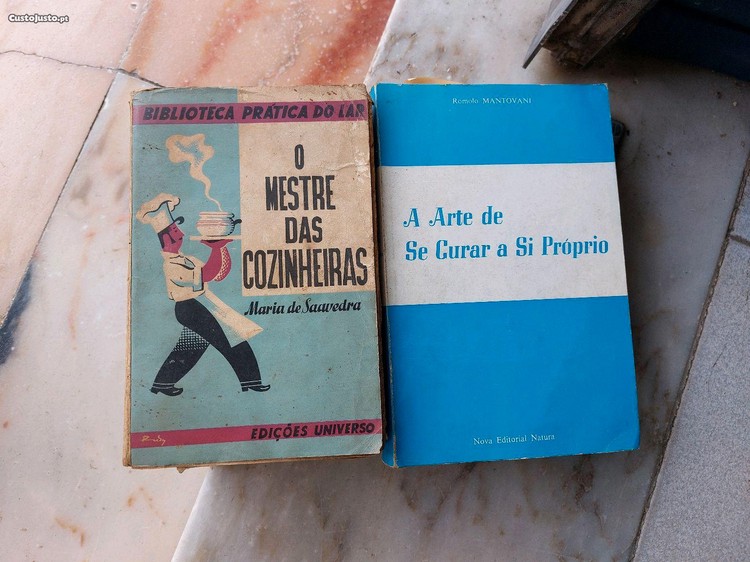 CustoJusto.pt
BIBLIOTECA PRÁTICA DO LAR
O
MESTRE
DAS
COZINHEIRAS
Maria de Saavedra
EDIÇÕES UNIVERSO
Romolo MANTOVANI
A Arte de
Se Curar a Si Próprio
Nova Editorial Natura